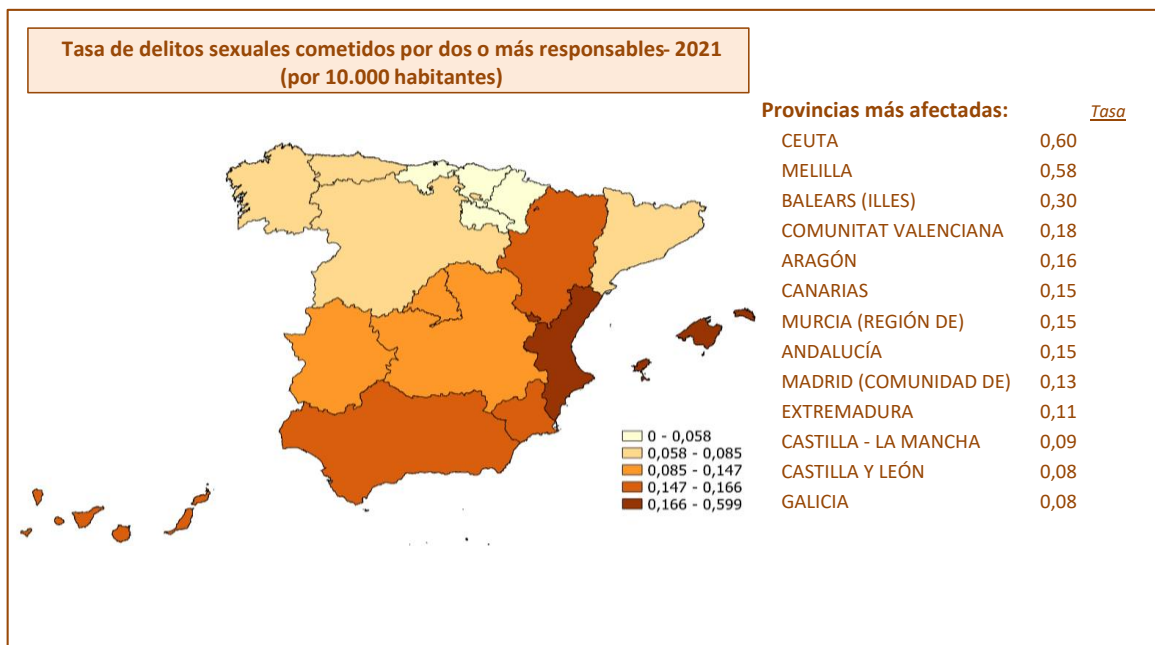 Tasa de delitos sexuales cometidos por dos o más responsables- 2021
(por 10.000 habitantes)
Provincias más afectadas: Tasa
CEUTA 0,60
MELILLA 0,58
BALEARS (ILLES) 0,30
COMUNITAT VALENCIANA 0,18
ARAGÓN 0,16
CANARIAS 0,15
MURCIA (REGIÓN DE) 0,15
ANDALUCÍA 0,15
MADRID (COMUNIDAD DE) 0,13
EXTREMADURA 0,11
CASTILLA - LA MANCHA 0,09
CASTILLA Y LEÓN 0,08
GALICIA 0,08
0 - 0,058
0,058 - 0,085
0,085 - 0,147
0,147 - 0,166
0,166 - 0,599